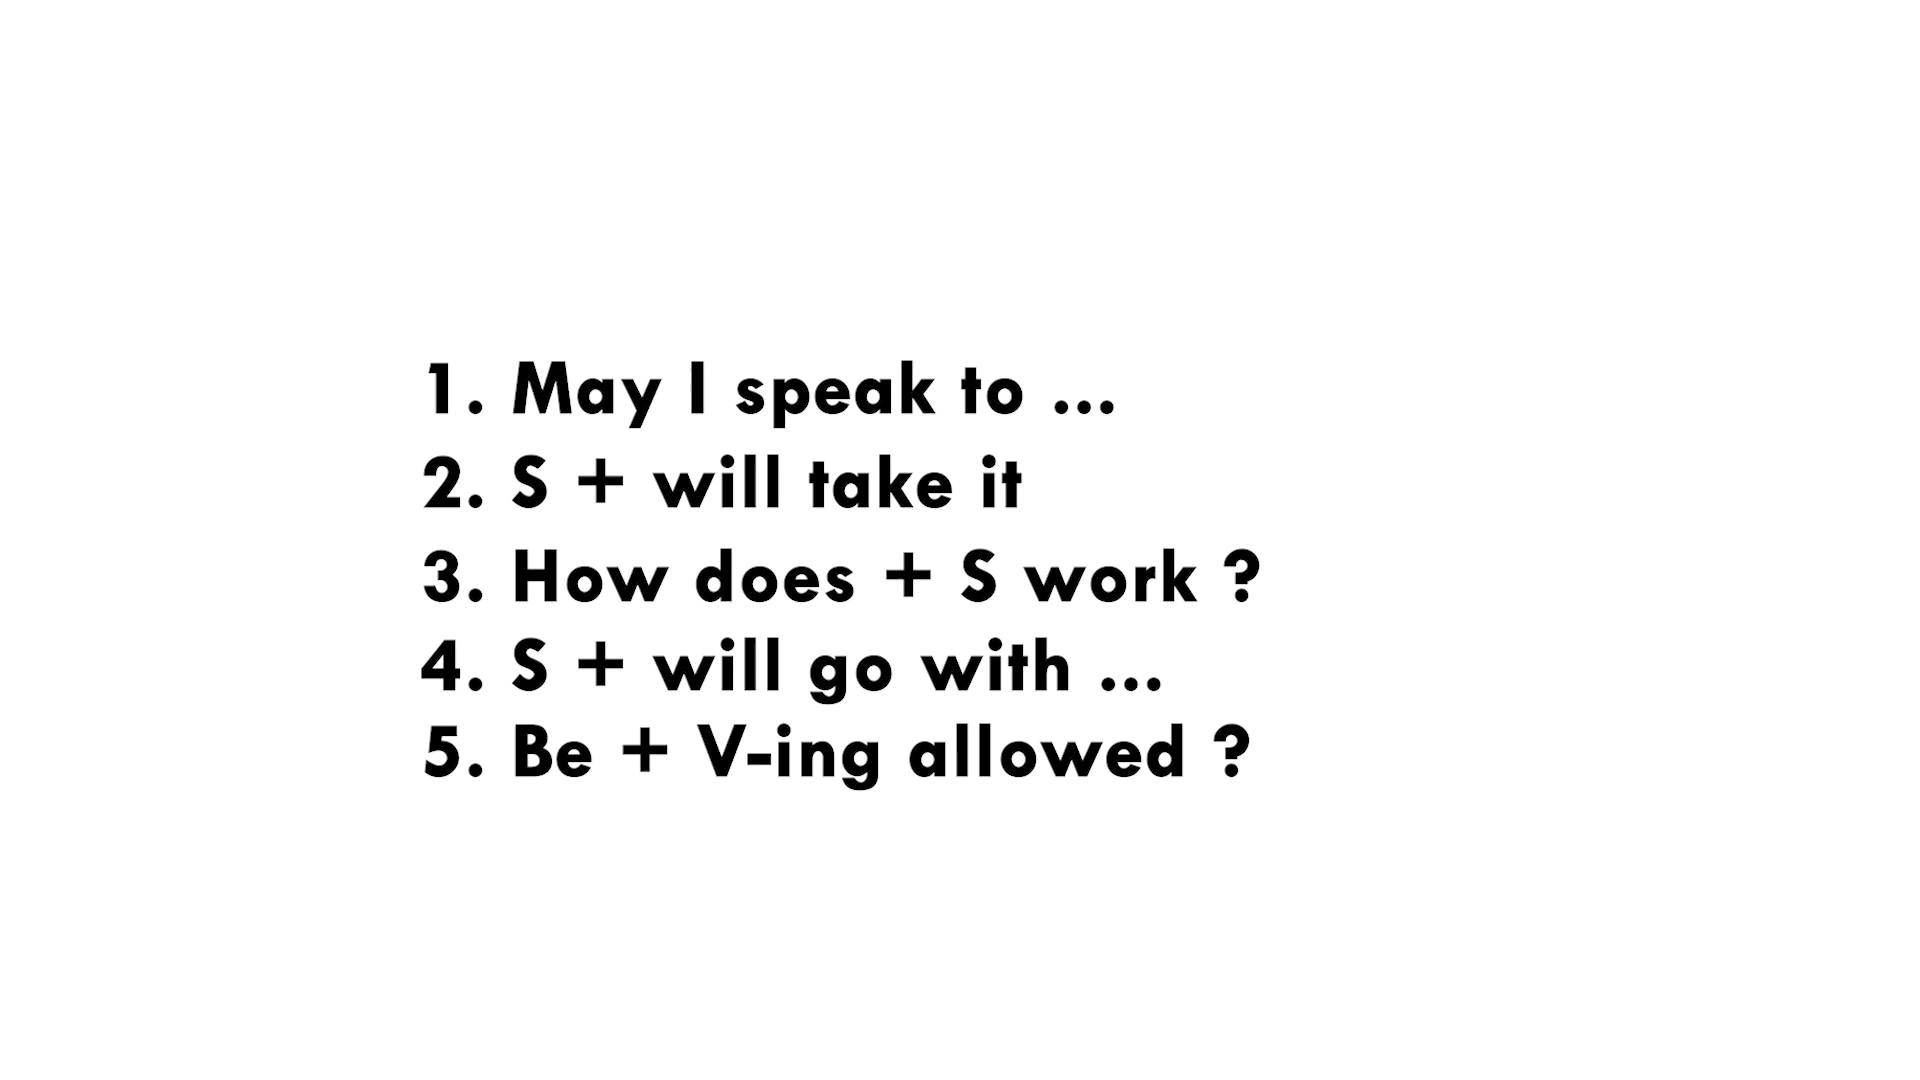 1. May I speak to ...
2. S + will take it
3. How does + S work ?
4. S + will go with ...
5. Be + V-ing allowed ?